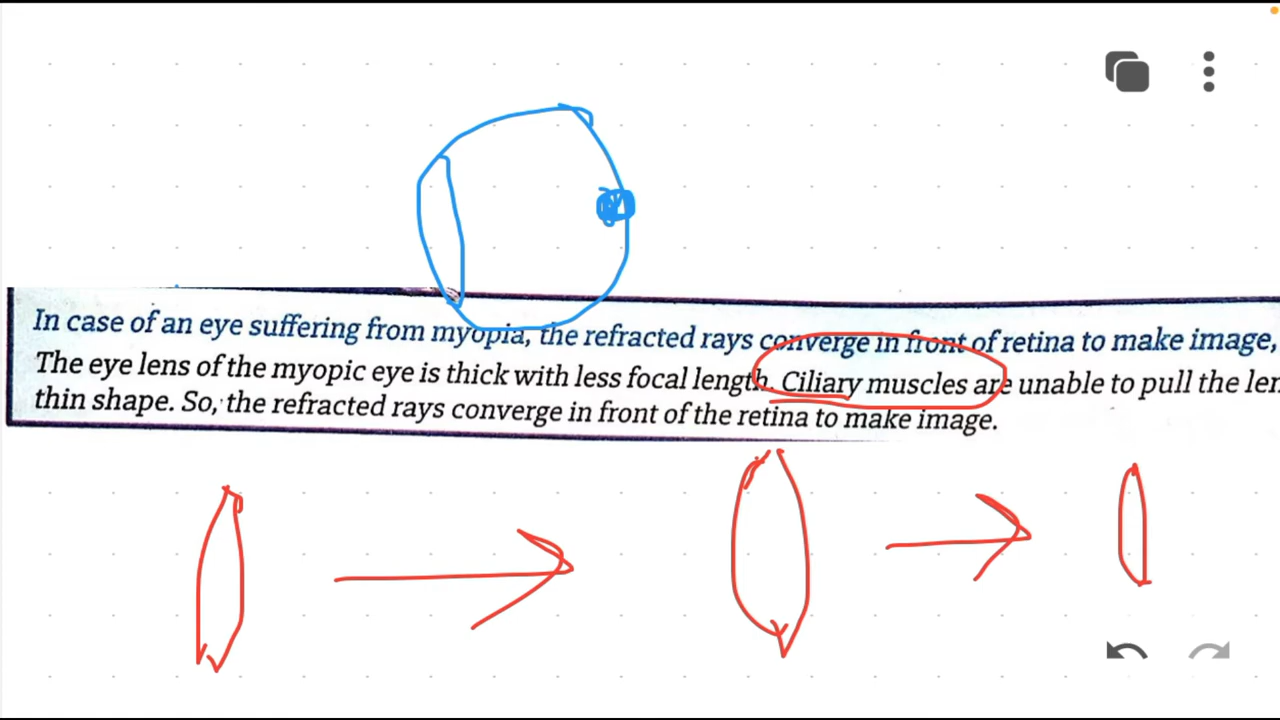 In case of an eye suffering from myopia, the refracted rays converge in front of retina to make image,
The eye lens of the myopic eye is thick with less focal length. Ciliary muscles are unable to pull the len
thin shape. So, the refracted rays converge in front of the retina to make image.